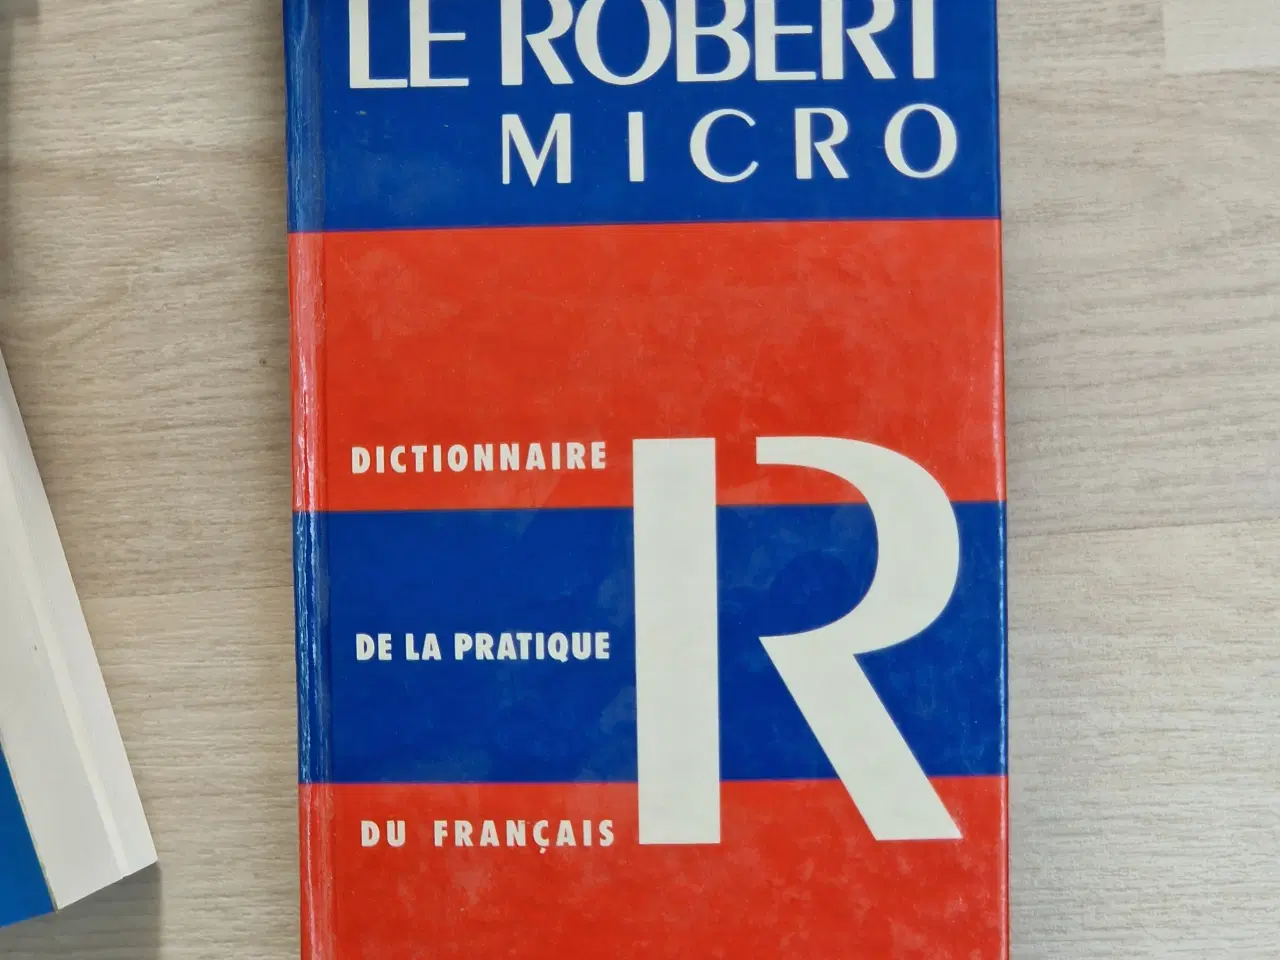 LE ROBERT
MICRO
DICTIONNAIRE
DE LA PRATIQUE
DU FRANÇAIS
R